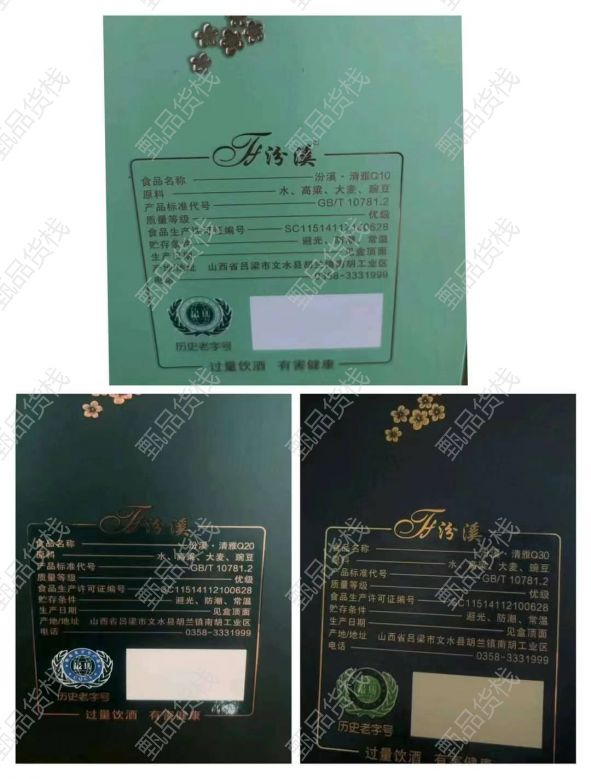 汾溪
食品名称 汾溪·清雅Q10
原料 水、高粱、大麦、豌豆
产品标准代号 GB/T 10781.2
质量等级 优级
食品生产许可证编号 SC11514112100628
贮存条件 避光、防潮、常温
生产日期 见盒顶面
产地/地址 山西省吕梁市文水县胡兰镇南胡工业区
电话 0358-3331999
历史老字号
过量饮酒 有害健康
汾溪
食品名称 汾溪·清雅Q20
原料 水、高粱、大麦、豌豆
产品标准代号 GB/T 10781.2
质量等级 优级
食品生产许可证编号 SC11514112100628
贮存条件 避光、防潮、常温
生产日期 见盒顶面
产地/地址 山西省吕梁市文水县胡兰镇南胡工业区
电话 0358-3331999
历史老字号
过量饮酒 有害健康
汾溪
食品名称 汾溪·清雅Q30
原料 水、高粱、大麦、豌豆
产品标准代号 GB/T 10781.2
质量等级 优级
食品生产许可证编号 SC11514112100628
贮存条件 避光、防潮、常温
生产日期 见盒顶面
产地/地址 山西省吕梁市文水县胡兰镇南胡工业区
电话 0358-3331999
历史老字号
过量饮酒 有害健康
甄品货栈